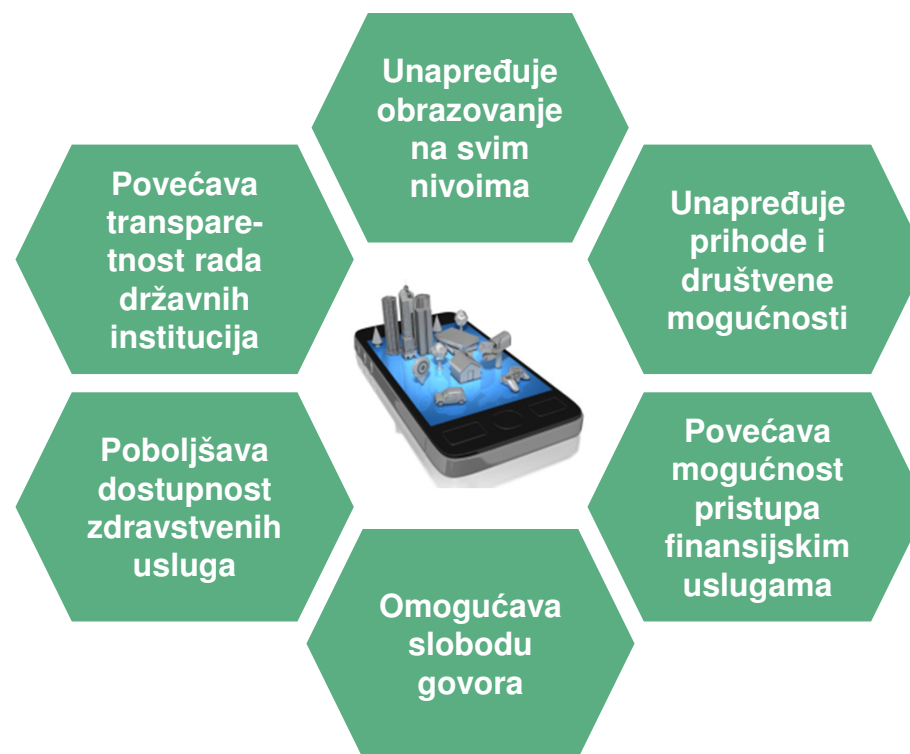 Unapređuje
obrazovanje
na svim
nivoima
Povećava
transpare-
tnost rada
državnih
institucija
Unapređuje
prihode i
društvene
mogućnosti
Poboljšava
dostupnost
zdravstvenih
usluga
Povećava
mogućnost
pristupa
finansijskim
uslugama
Omogućava
slobodu
govora